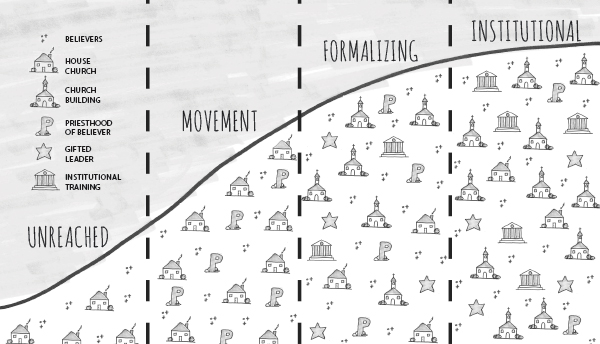 BELIEVERS
HOUSE
CHURCH
CHURCH
BUILDING
PRIESTHOOD
OF BELIEVER
GIFTED
LEADER
INSTITUTIONAL
TRAINING
UNREACHED
MOVEMENT
FORMALIZING
INSTITUTIONAL